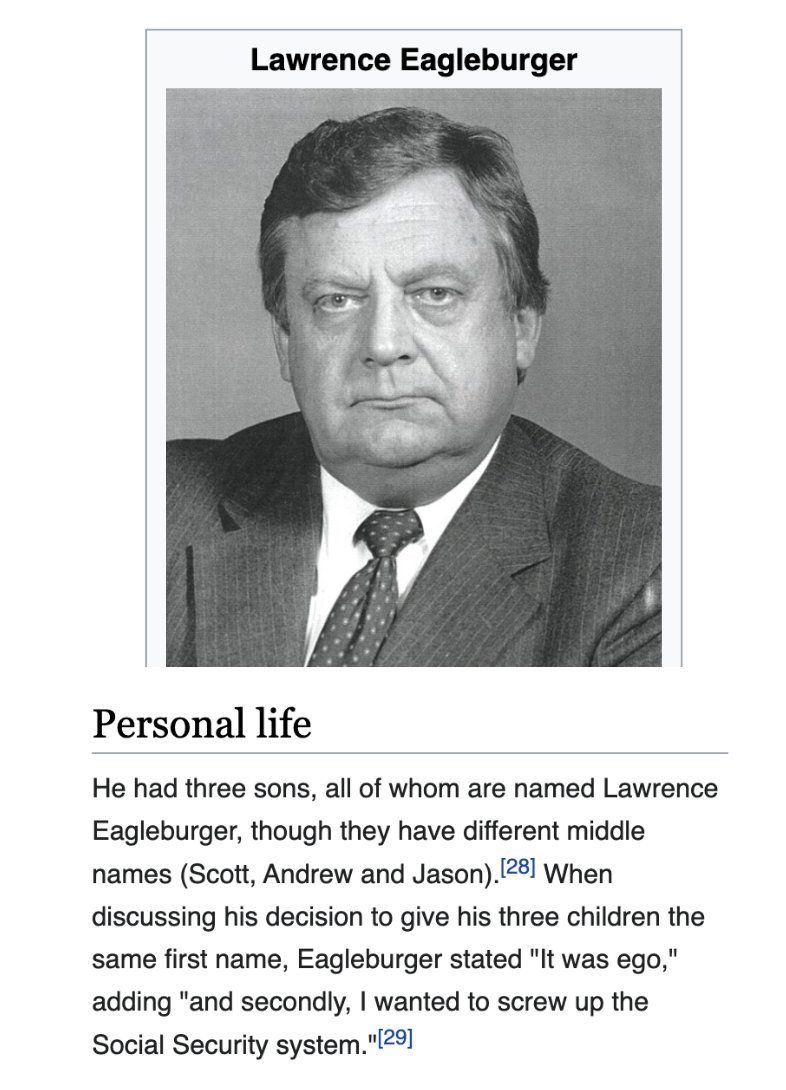 Lawrence Eagleburger
Personal life
He had three sons, all of whom are named Lawrence
Eagleburger, though they have different middle
names (Scott, Andrew and Jason).[28] When
discussing his decision to give his three children the
same first name, Eagleburger stated "It was ego,"
adding "and secondly, I wanted to screw up the
Social Security system."[29]